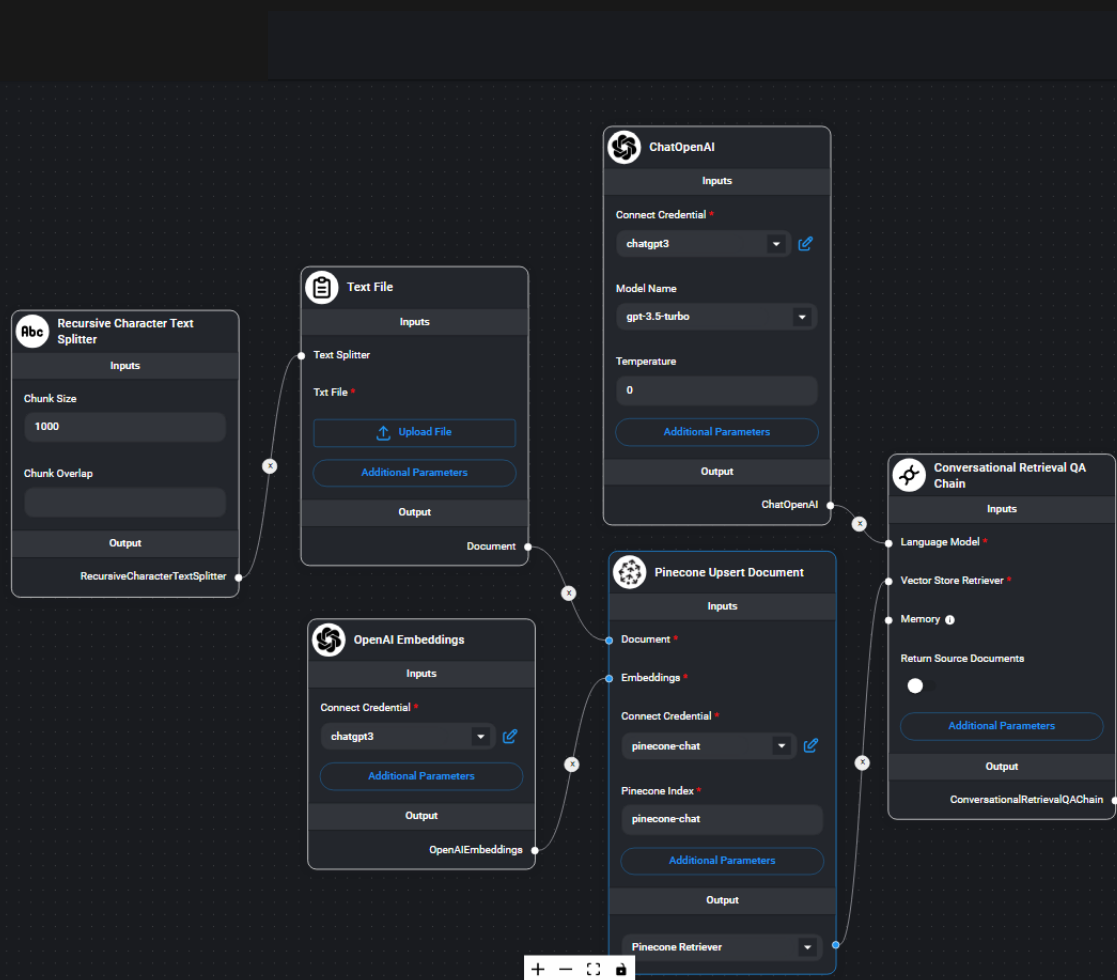 Abc
Recursive Character Text
Splitter
Inputs
Chunk Size
1000
Chunk Overlap
Output
RecursiveCharacterTextSplitter
Text File
Inputs
Text Splitter
Txt File *
Upload File
Additional Parameters
Output
Document
OpenAI Embeddings
Inputs
Connect Credential *
chatgpt3
Additional Parameters
Output
OpenAIEmbeddings
ChatOpenAI
Inputs
Connect Credential *
chatgpt3
Model Name
gpt-3.5-turbo
Temperature
0
Additional Parameters
Output
ChatOpenAI
Pinecone Upsert Document
Inputs
Document *
Embeddings *
Connect Credential *
pinecone-chat
Pinecone Index *
pinecone-chat
Additional Parameters
Output
Pinecone Retriever
Conversational Retrieval QA
Chain
Inputs
Language Model *
Vector Store Retriever *
Memory
Return Source Documents
Additional Parameters
Output
ConversationalRetrievalQAChain
x
x
x
x
x